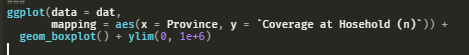 ###
ggplot(data = dat,
mapping = aes(x = Province, y = `Coverage at Hosehold (n)`)) +
geom_boxplot() + ylim(0, 1e+6)